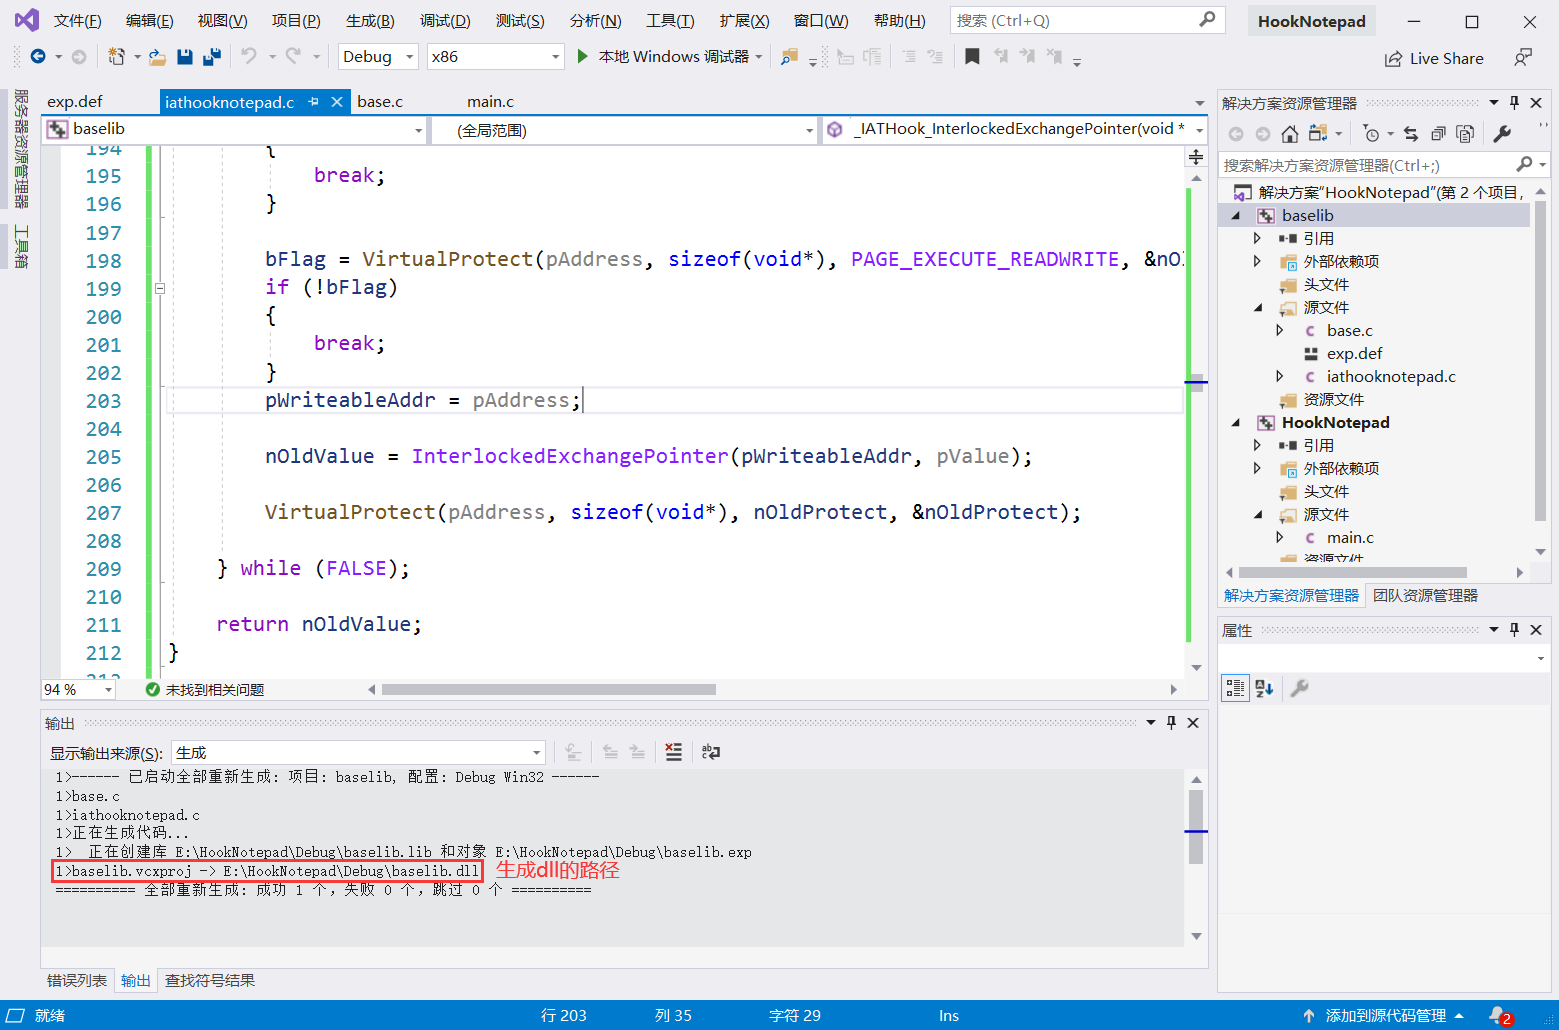 文件(F) 编辑(E) 视图(V) 项目(P) 生成(B) 调试(D) 测试(S) 分析(N) 工具(T) 扩展(X) 窗口(W) 帮助(H) 搜索 (Ctrl+Q) HookNotepad
Debug x86 本地 Windows 调试器 Live Share
服务器资源管理器
工具箱
exp.def iathooknotepad.c base.c main.c
baselib (全局范围) _IATHook_InterlockedExchangePointer(void *
194 {
195 break;
196 }
197
198 bFlag = VirtualProtect(pAddress, sizeof(void*), PAGE_EXECUTE_READWRITE, &nOl
199 if (!bFlag)
200 {
201 break;
202 }
203 pWriteableAddr = pAddress;
204
205 nOldValue = InterlockedExchangePointer(pWriteableAddr, pValue);
206
207 VirtualProtect(pAddress, sizeof(void*), nOldProtect, &nOldProtect);
208
209 } while (FALSE);
210
211 return nOldValue;
212 }
213
94 % 未找到相关问题
输出
显示输出来源(S): 生成
1>------ 已启动全部重新生成: 项目: baselib, 配置: Debug Win32 ------
1>base.c
1>iathooknotepad.c
1>正在生成代码...
1>  正在创建库 E:\HookNotepad\Debug\baselib.lib 和对象 E:\HookNotepad\Debug\baselib.exp
1>baselib.vcxproj -> E:\HookNotepad\Debug\baselib.dll 生成dll的路径
========== 全部重新生成: 成功 1 个，失败 0 个，跳过 0 个 ==========
错误列表 输出 查找符号结果
解决方案资源管理器
搜索解决方案资源管理器(Ctrl+;)
解决方案"HookNotepad"(第 2 个项目，
baselib
引用
外部依赖项
头文件
源文件
base.c
exp.def
iathooknotepad.c
资源文件
HookNotepad
引用
外部依赖项
头文件
源文件
main.c
资源文件
解决方案资源管理器 团队资源管理器
属性
就绪 行 203 列 35 字符 29 Ins 添加到源代码管理 2